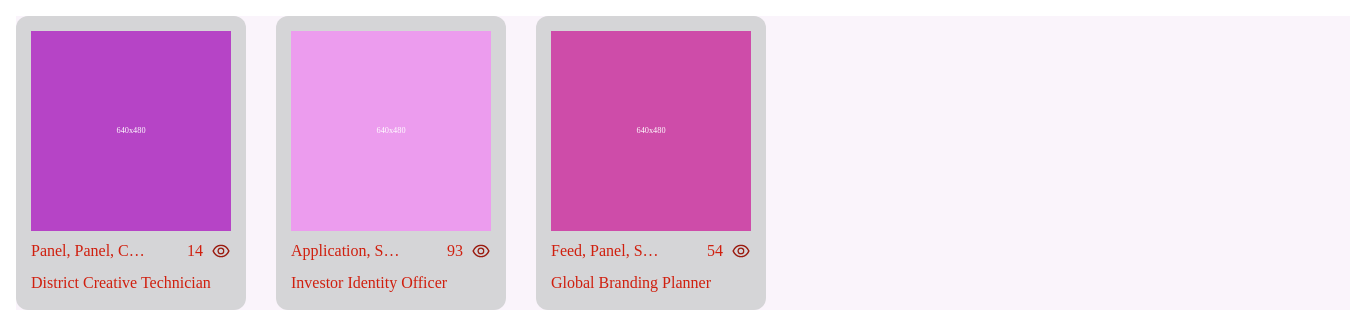 640x480
Panel, Panel, C... 14
District Creative Technician
640x480
Application, S... 93
Investor Identity Officer
640x480
Feed, Panel, S... 54
Global Branding Planner